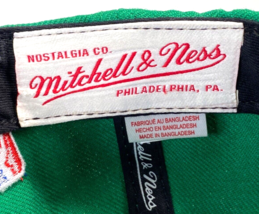 NOSTALGIA CO.
Mitchell & Ness
PHILADELPHIA, PA.
FABRIQUÉ AU BANGLADESH
HECHO EN BANGLADESH
MADE IN BANGLADESH
Mitchell & Ness